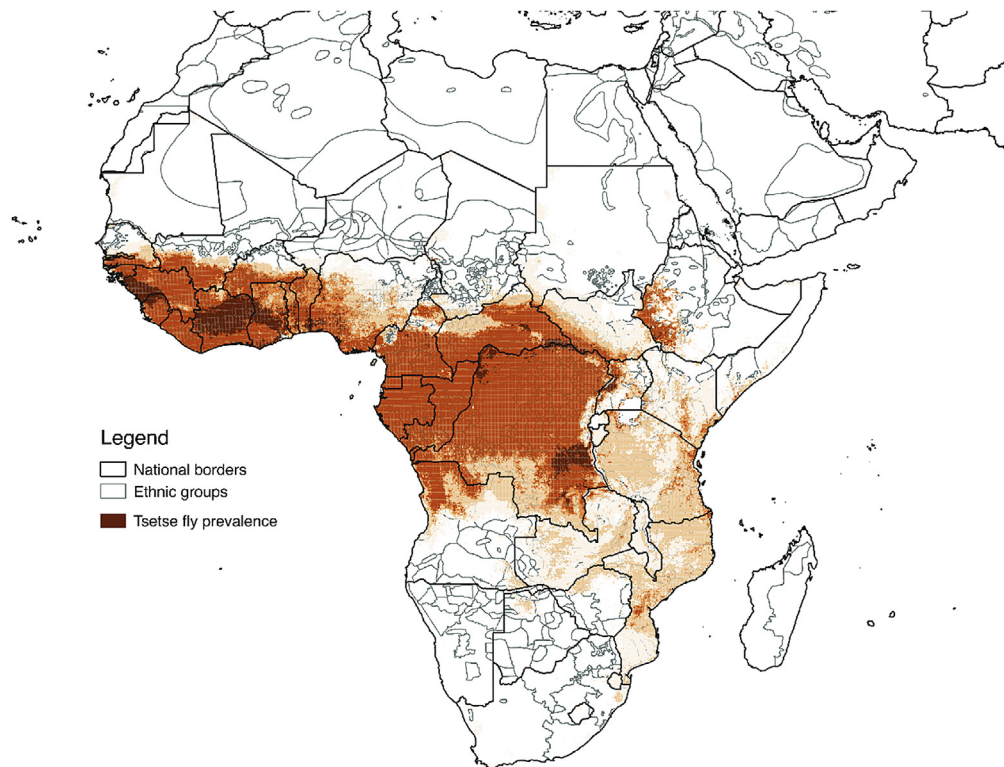 Legend
National borders
Ethnic groups
Tsetse fly prevalence